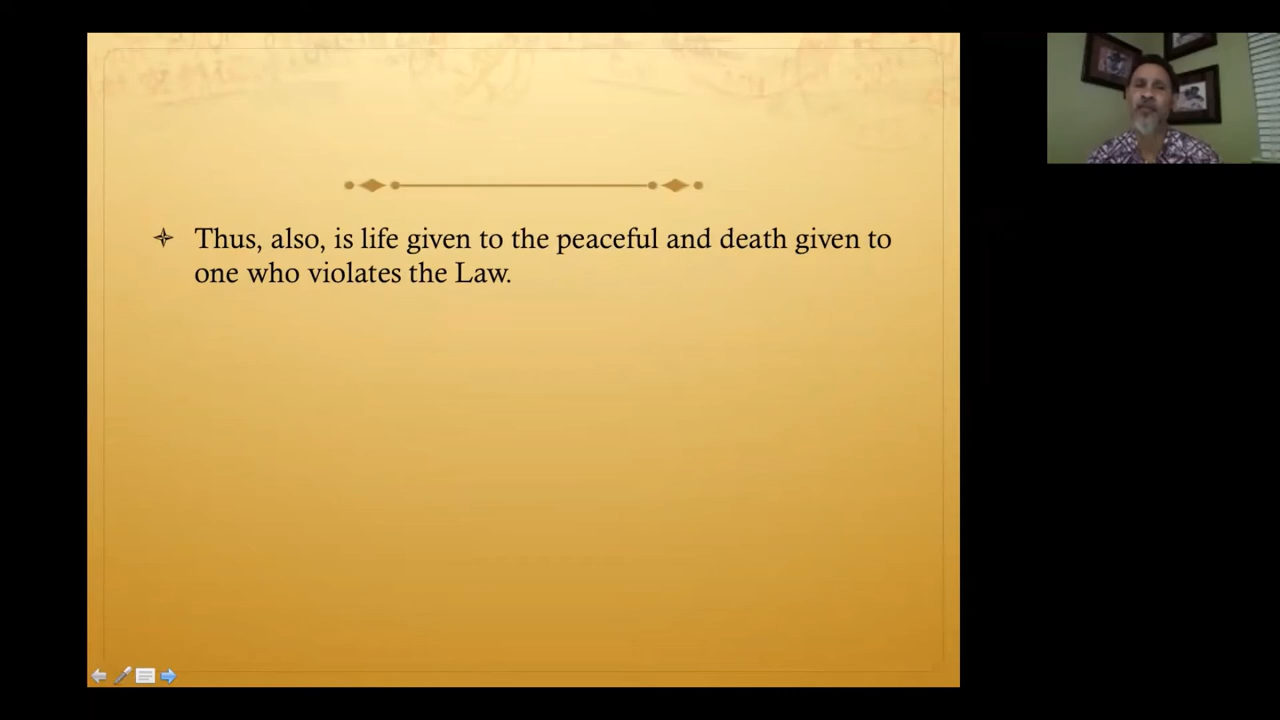 Thus, also, is life given to the peaceful and death given to
one who violates the Law.